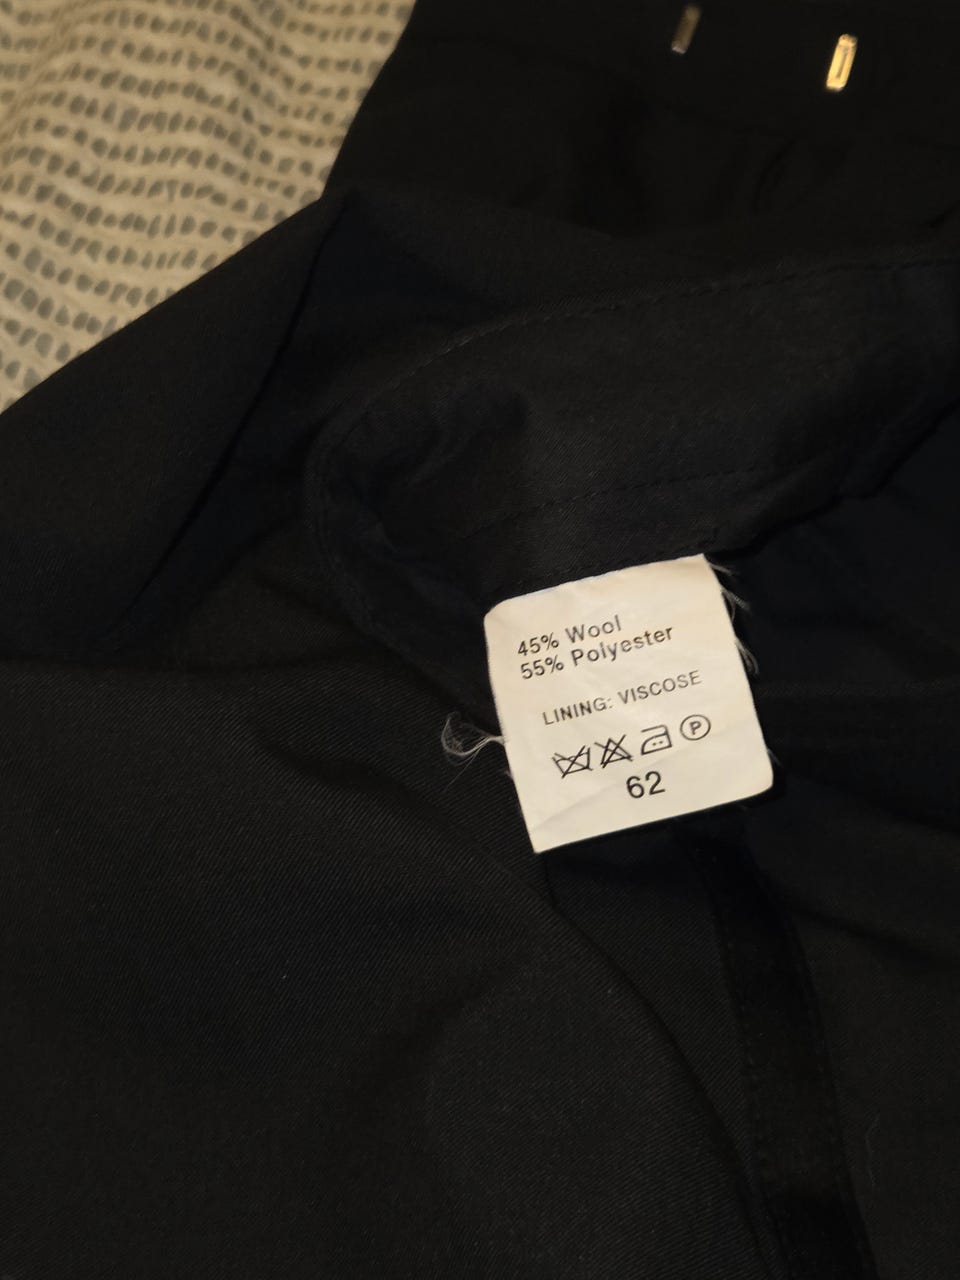 45% Wool
55% Polyester
LINING: VISCOSE
P
62